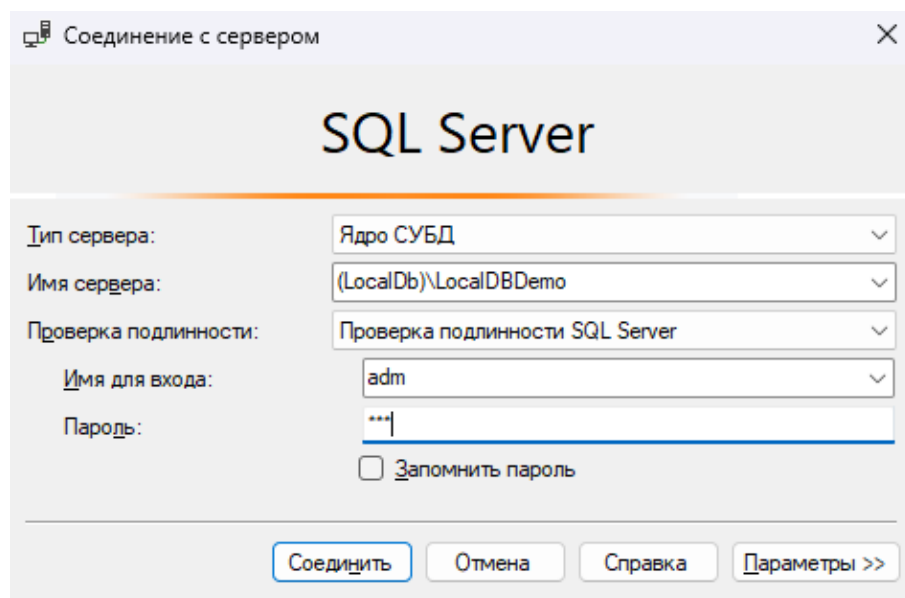 Соединение с сервером
SQL Server
Тип сервера: Ядро СУБД
Имя сервера: (LocalDb)\LocalDBDemo
Проверка подлинности: Проверка подлинности SQL Server
Имя для входа: adm
Пароль: ***
Запомнить пароль
Соединить Отмена Справка Параметры >>